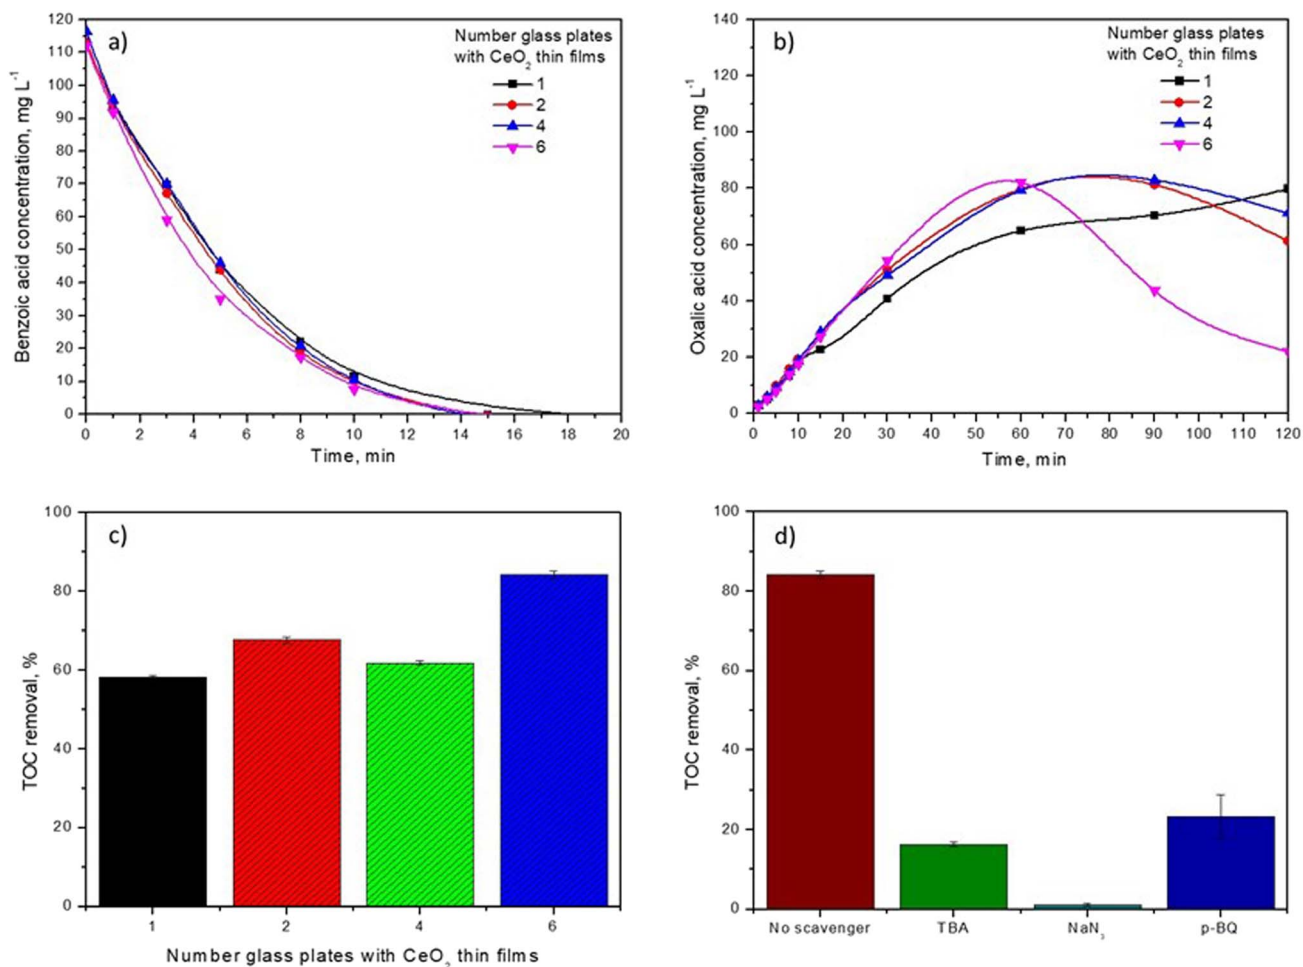 a)
Number glass plates
with CeO₂ thin films
1
2
4
6
Benzoic acid concentration, mg L⁻¹
120
110
100
90
80
70
60
50
40
30
20
10
0
0 2 4 6 8 10 12 14 16 18 20
Time, min
b)
Number glass plates
with CeO₂ thin films
1
2
4
6
Oxalic acid concentration, mg L⁻¹
140
120
100
80
60
40
20
0
0 10 20 30 40 50 60 70 80 90 100 110 120
Time, min
c)
TOC removal, %
100
80
60
40
20
0
1 2 4 6
Number glass plates with CeO₂ thin films
d)
TOC removal, %
100
80
60
40
20
0
No scavenger TBA NaN₃ p-BQ